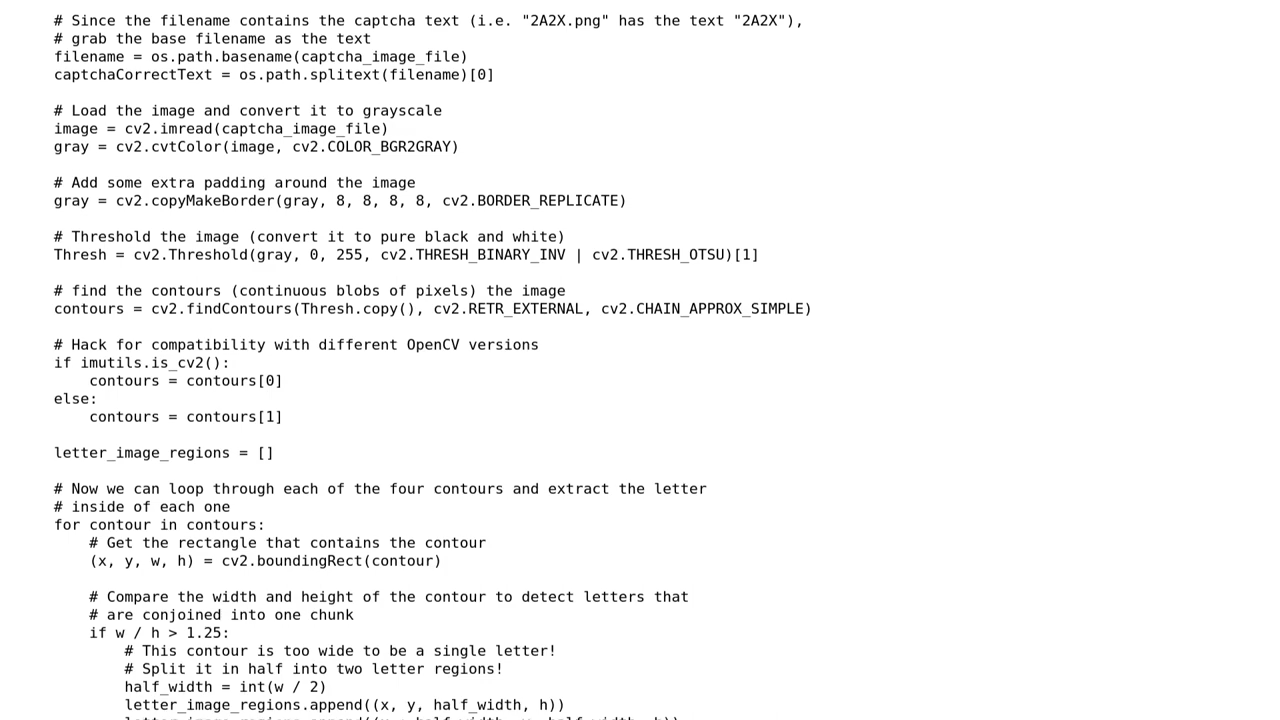 # Since the filename contains the captcha text (i.e. "2A2X.png" has the text "2A2X"),
# grab the base filename as the text
filename = os.path.basename(captcha_image_file)
captchaCorrectText = os.path.splitext(filename)[0]

# Load the image and convert it to grayscale
image = cv2.imread(captcha_image_file)
gray = cv2.cvtColor(image, cv2.COLOR_BGR2GRAY)

# Add some extra padding around the image
gray = cv2.copyMakeBorder(gray, 8, 8, 8, 8, cv2.BORDER_REPLICATE)

# Threshold the image (convert it to pure black and white)
Thresh = cv2.Threshold(gray, 0, 255, cv2.THRESH_BINARY_INV | cv2.THRESH_OTSU)[1]

# find the contours (continuous blobs of pixels) the image
contours = cv2.findContours(Thresh.copy(), cv2.RETR_EXTERNAL, cv2.CHAIN_APPROX_SIMPLE)

# Hack for compatibility with different OpenCV versions
if imutils.is_cv2():
    contours = contours[0]
else:
    contours = contours[1]

letter_image_regions = []

# Now we can loop through each of the four contours and extract the letter
# inside of each one
for contour in contours:
    # Get the rectangle that contains the contour
    (x, y, w, h) = cv2.boundingRect(contour)

    # Compare the width and height of the contour to detect letters that
    # are conjoined into one chunk
    if w / h > 1.25:
        # This contour is too wide to be a single letter!
        # Split it in half into two letter regions!
        half_width = int(w / 2)
        letter_image_regions.append((x, y, half_width, h))